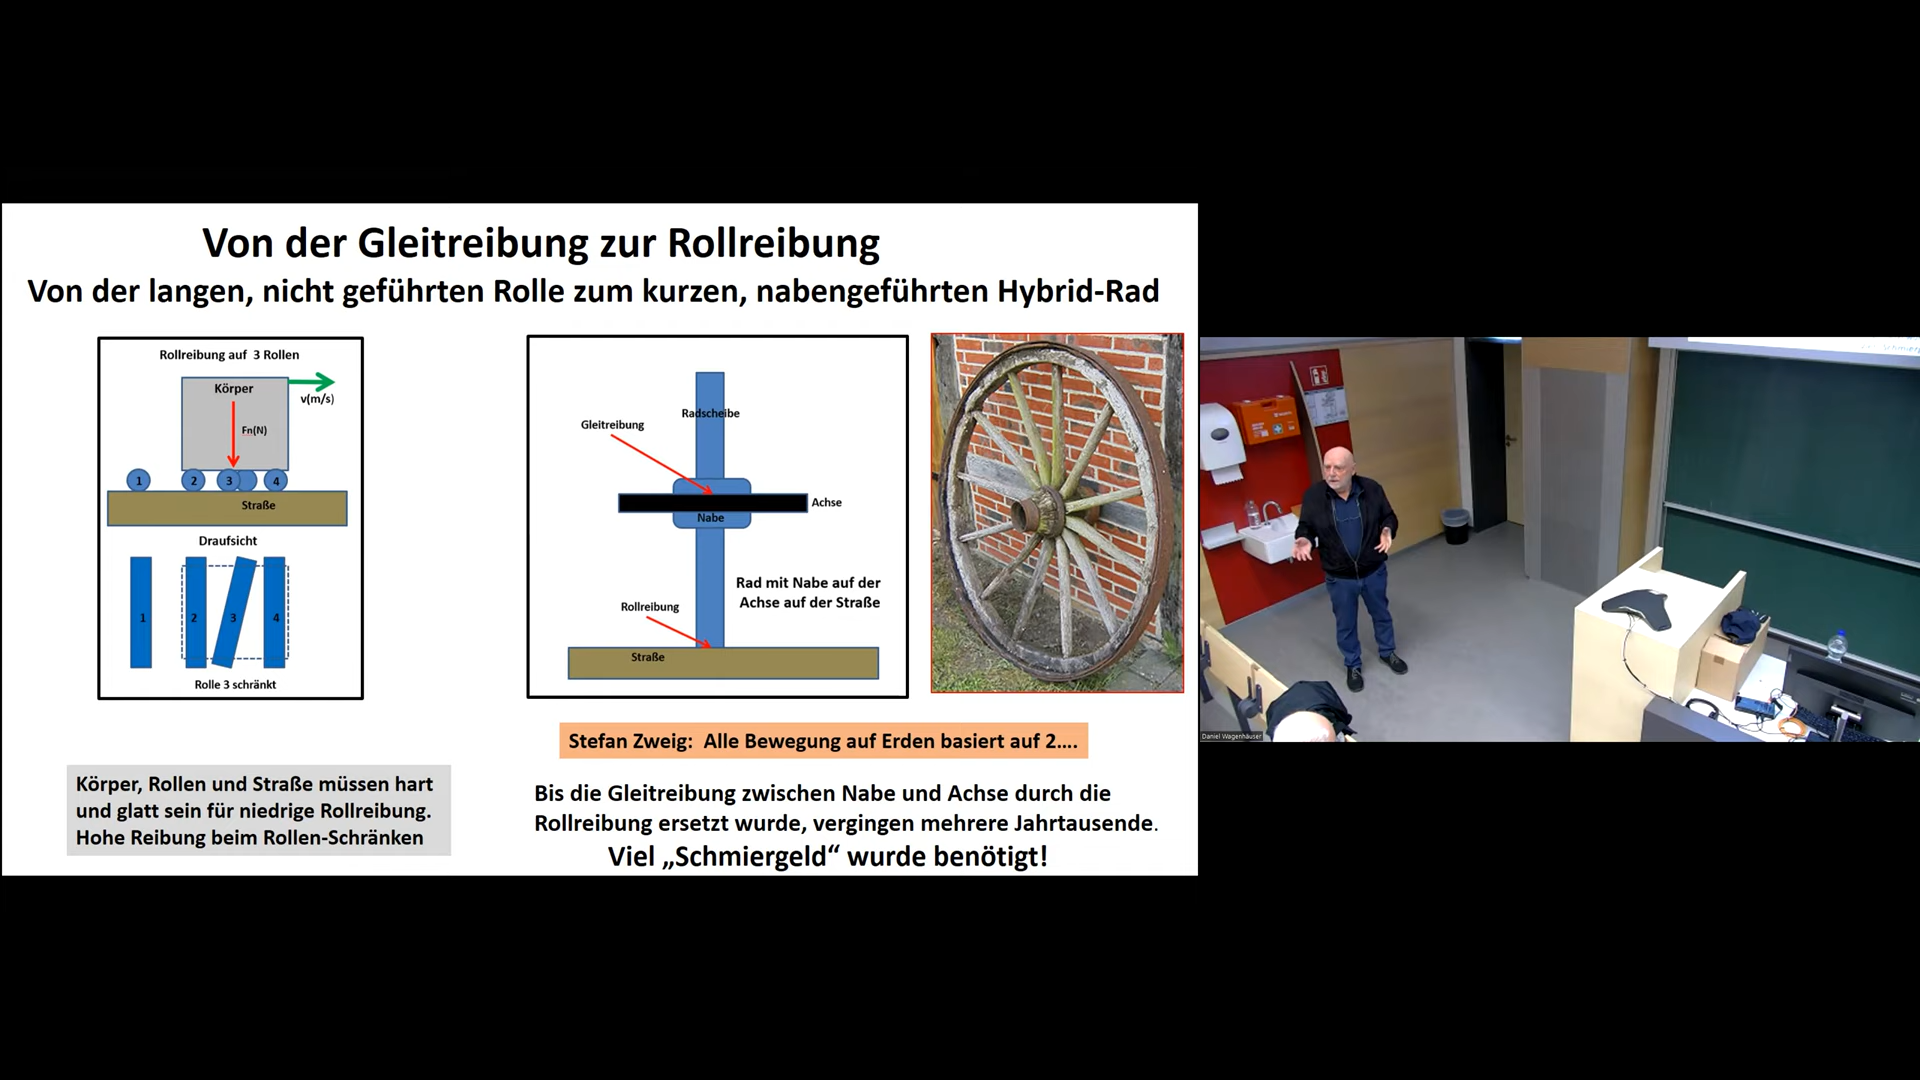 Von der Gleitreibung zur Rollreibung
Von der langen, nicht geführten Rolle zum kurzen, nabengeführten Hybrid-Rad
Rollreibung auf 3 Rollen
Körper
v(m/s)
Fn(N)
1 2 3 4
Straße
Draufsicht
1 2 3 4
Rolle 3 schränkt
Körper, Rollen und Straße müssen hart
und glatt sein für niedrige Rollreibung.
Hohe Reibung beim Rollen-Schränken
Radscheibe
Gleitreibung
Achse
Nabe
Rad mit Nabe auf der
Achse auf der Straße
Rollreibung
Straße
Stefan Zweig: Alle Bewegung auf Erden basiert auf 2....
Bis die Gleitreibung zwischen Nabe und Achse durch die
Rollreibung ersetzt wurde, vergingen mehrere Jahrtausende.
Viel „Schmiergeld“ wurde benötigt!
Daniel Wagenhäuser